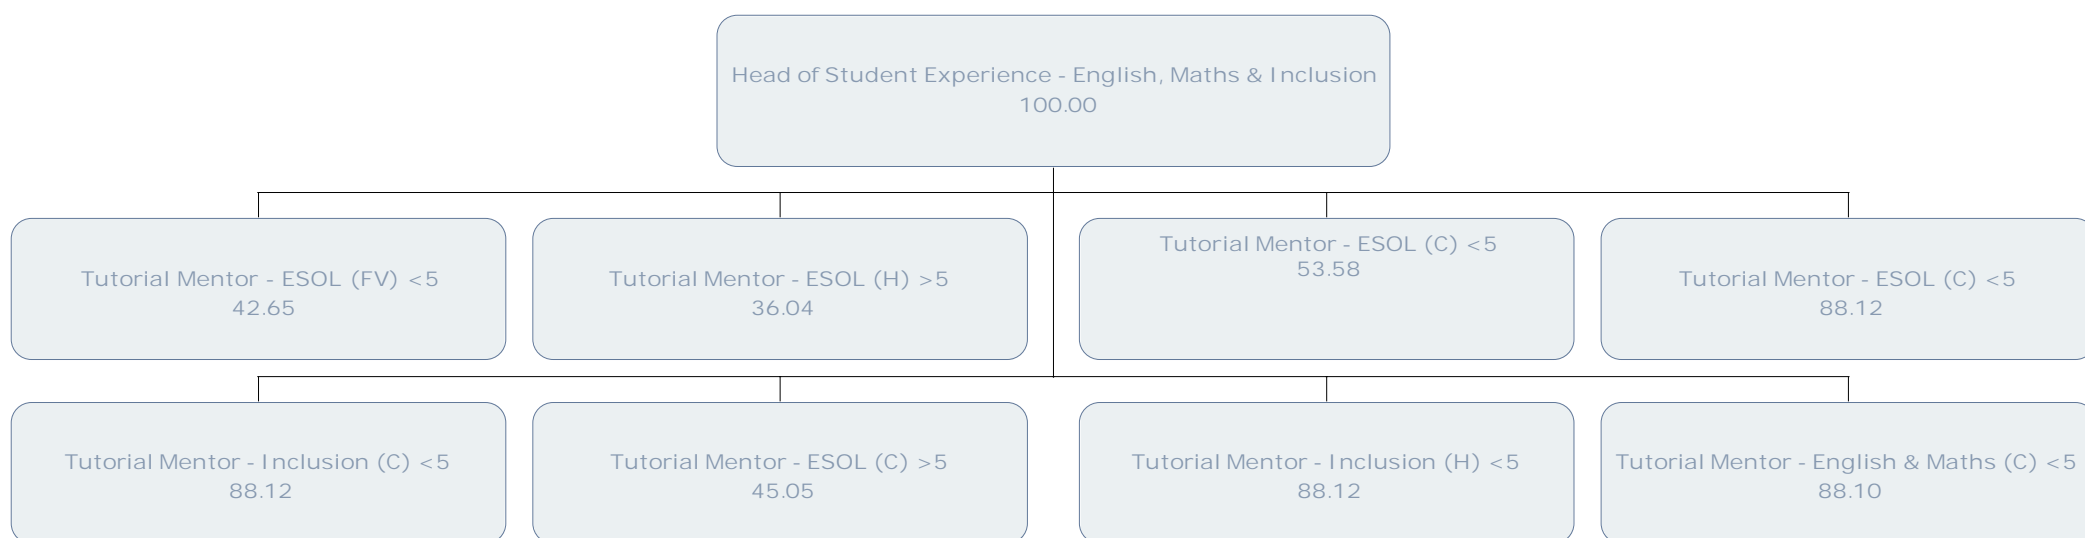 Head of Student Experience - English, Maths & Inclusion
100.00
Tutorial Mentor - ESOL (FV) <5
42.65
Tutorial Mentor - ESOL (H) >5
36.04
Tutorial Mentor - ESOL (C) <5
53.58
Tutorial Mentor - ESOL (C) <5
88.12
Tutorial Mentor - Inclusion (C) <5
88.12
Tutorial Mentor - ESOL (C) >5
45.05
Tutorial Mentor - Inclusion (H) <5
88.12
Tutorial Mentor - English & Maths (C) <5
88.10